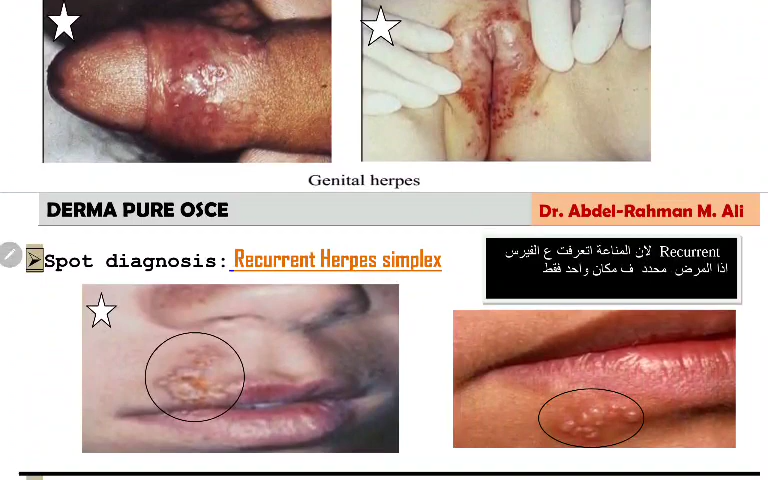 Genital herpes
DERMA PURE OSCE
Dr. Abdel-Rahman M. Ali
Spot diagnosis: Recurrent Herpes simplex
Recurrent لان المناعة اتعرفت ع الفيرس
اذا المرض محدد ف مكان واحد فقط